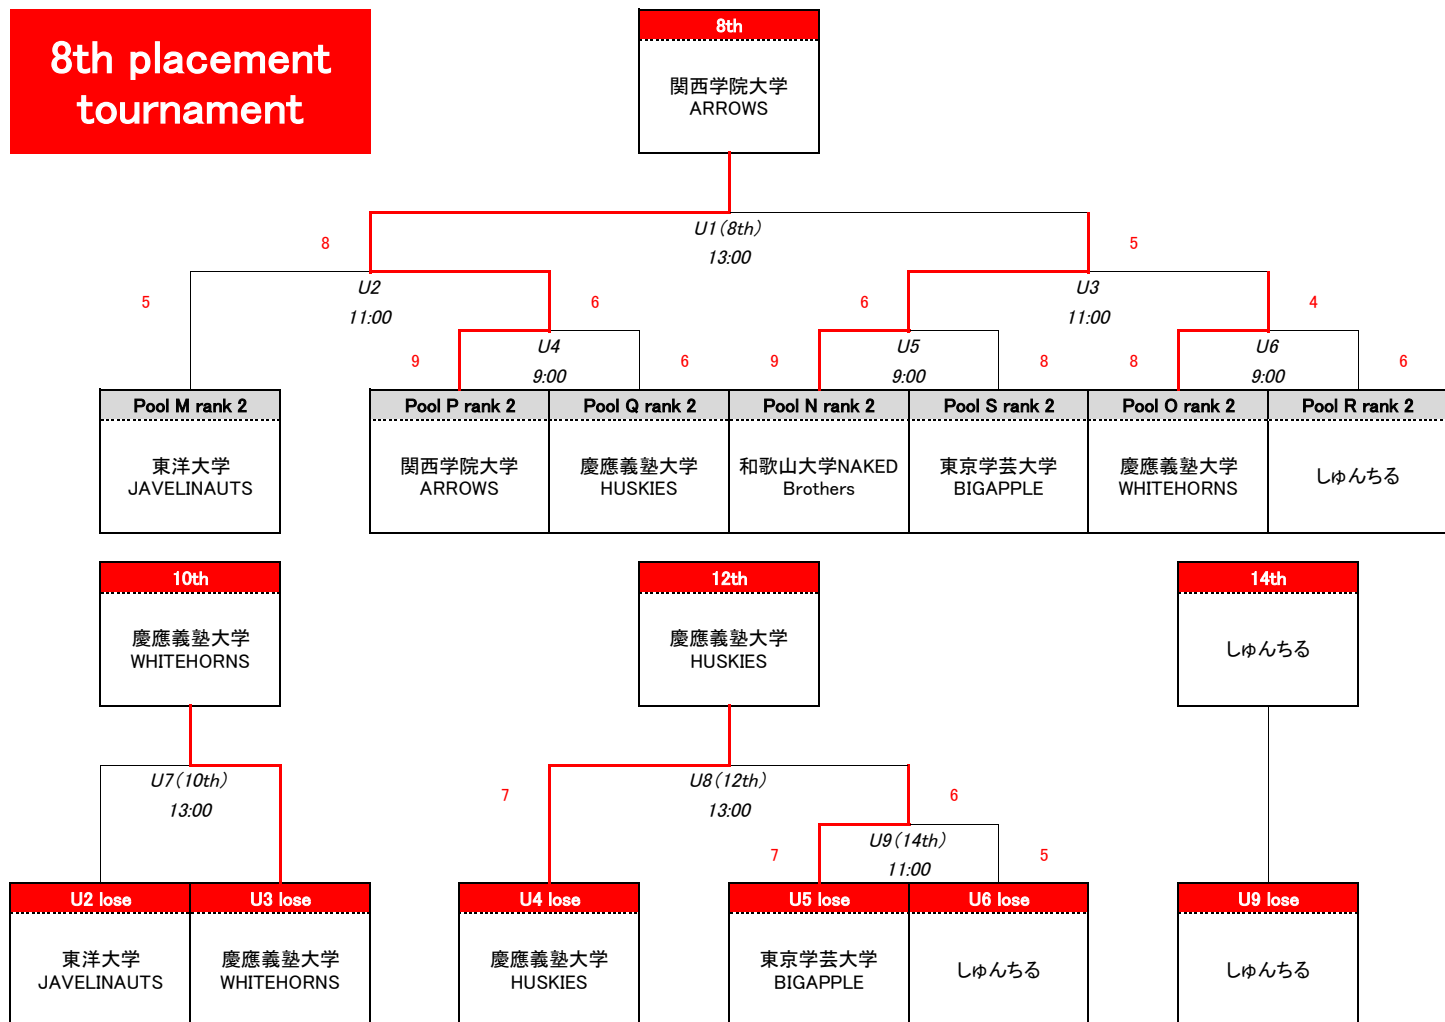 8th placement
tournament
8th
関西学院大学
ARROWS
U1(8th)
13:00
8
5
U2
11:00
U3
11:00
5
6
6
4
U4
9:00
U5
9:00
U6
9:00
9
6
9
8
8
6
Pool M rank 2
Pool P rank 2
Pool Q rank 2
Pool N rank 2
Pool S rank 2
Pool O rank 2
Pool R rank 2
東洋大学
JAVELINAUTS
関西学院大学
ARROWS
慶應義塾大学
HUSKIES
和歌山大学NAKED
Brothers
東京学芸大学
BIGAPPLE
慶應義塾大学
WHITEHORNS
しゅんちる
10th
慶應義塾大学
WHITEHORNS
12th
慶應義塾大学
HUSKIES
14th
しゅんちる
U7(10th)
13:00
7
U8(12th)
13:00
6
7
U9(14th)
11:00
5
U2 lose
東洋大学
JAVELINAUTS
U3 lose
慶應義塾大学
WHITEHORNS
U4 lose
慶應義塾大学
HUSKIES
U5 lose
東京学芸大学
BIGAPPLE
U6 lose
しゅんちる
U9 lose
しゅんちる